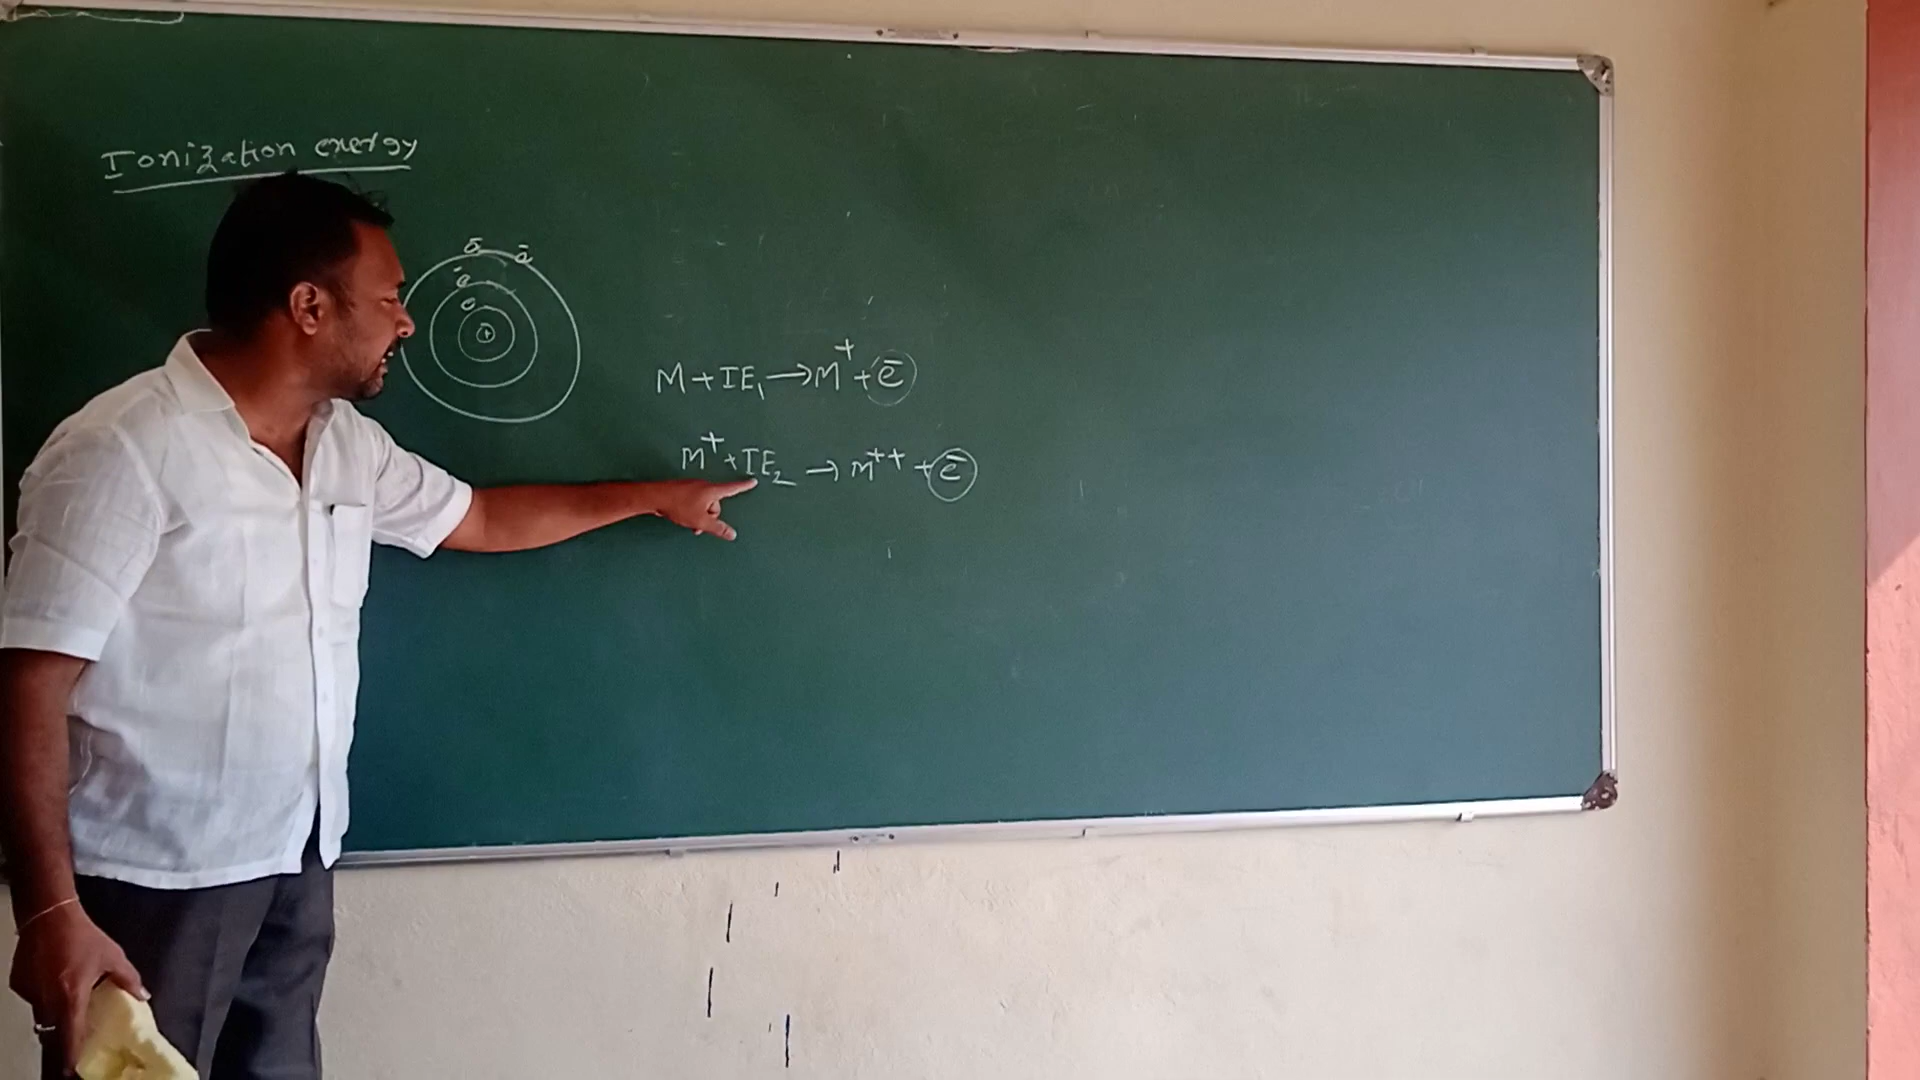 Ionization energy
ē ē
ē
e
+
M + IE₁ → M⁺ + ē
M⁺ + IE₂ → M⁺⁺ + ē